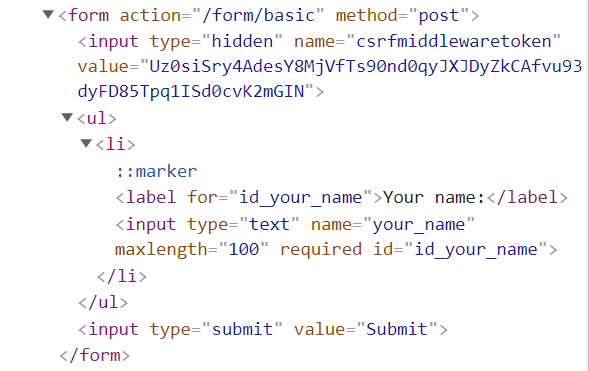 ▼<form action="/form/basic" method="post">
<input type="hidden" name="csrfmiddlewaretoken"
value="Uz0siSry4AdesY8MjVfTs90nd0qyJXJDyZkCAfvu93
dyFD85Tpq1ISd0cvK2mGIN">
▼<ul>
▼<li>
::marker
<label for="id_your_name">Your name:</label>
<input type="text" name="your_name"
maxlength="100" required id="id_your_name">
</li>
</ul>
<input type="submit" value="Submit">
</form>